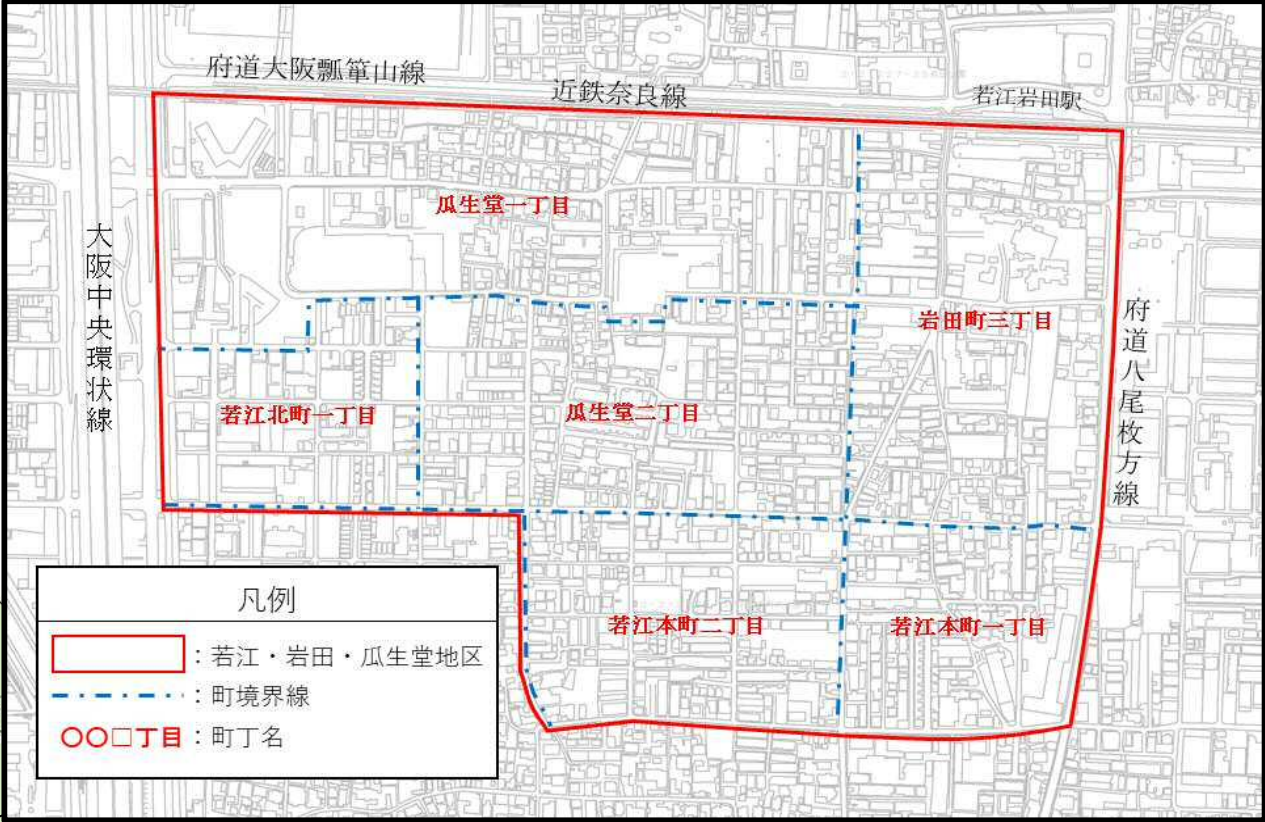 府道大阪瓢箪山線
近鉄奈良線
若江岩田駅
瓜生堂一丁目
大阪中央環状線
岩田町三丁目
府道八尾枚方線
若江北町一丁目
瓜生堂二丁目
若江本町二丁目
若江本町一丁目
凡例
：若江・岩田・瓜生堂地区
：町境界線
〇〇□丁目：町丁名